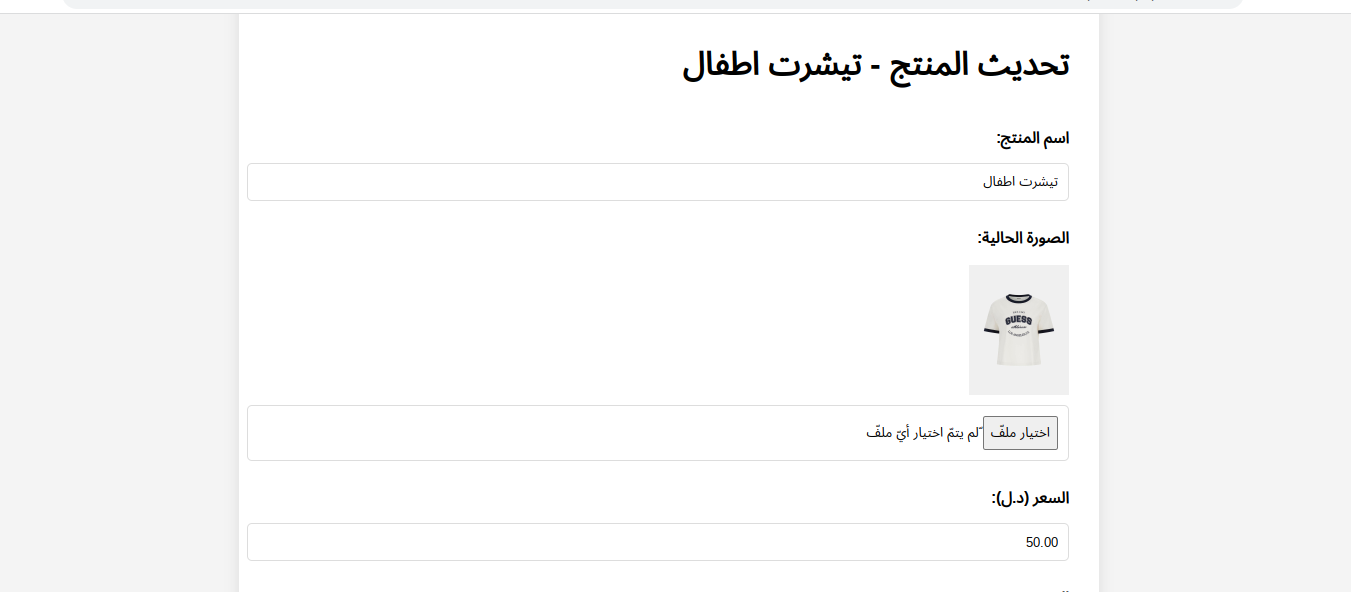 تحديث المنتج - تيشرت اطفال
اسم المنتج:
تيشرت اطفال
الصورة الحالية:
GUESS
اختيار ملفّ لم يتمّ اختيار أيّ ملفّ
السعر (د.ل):
50.00